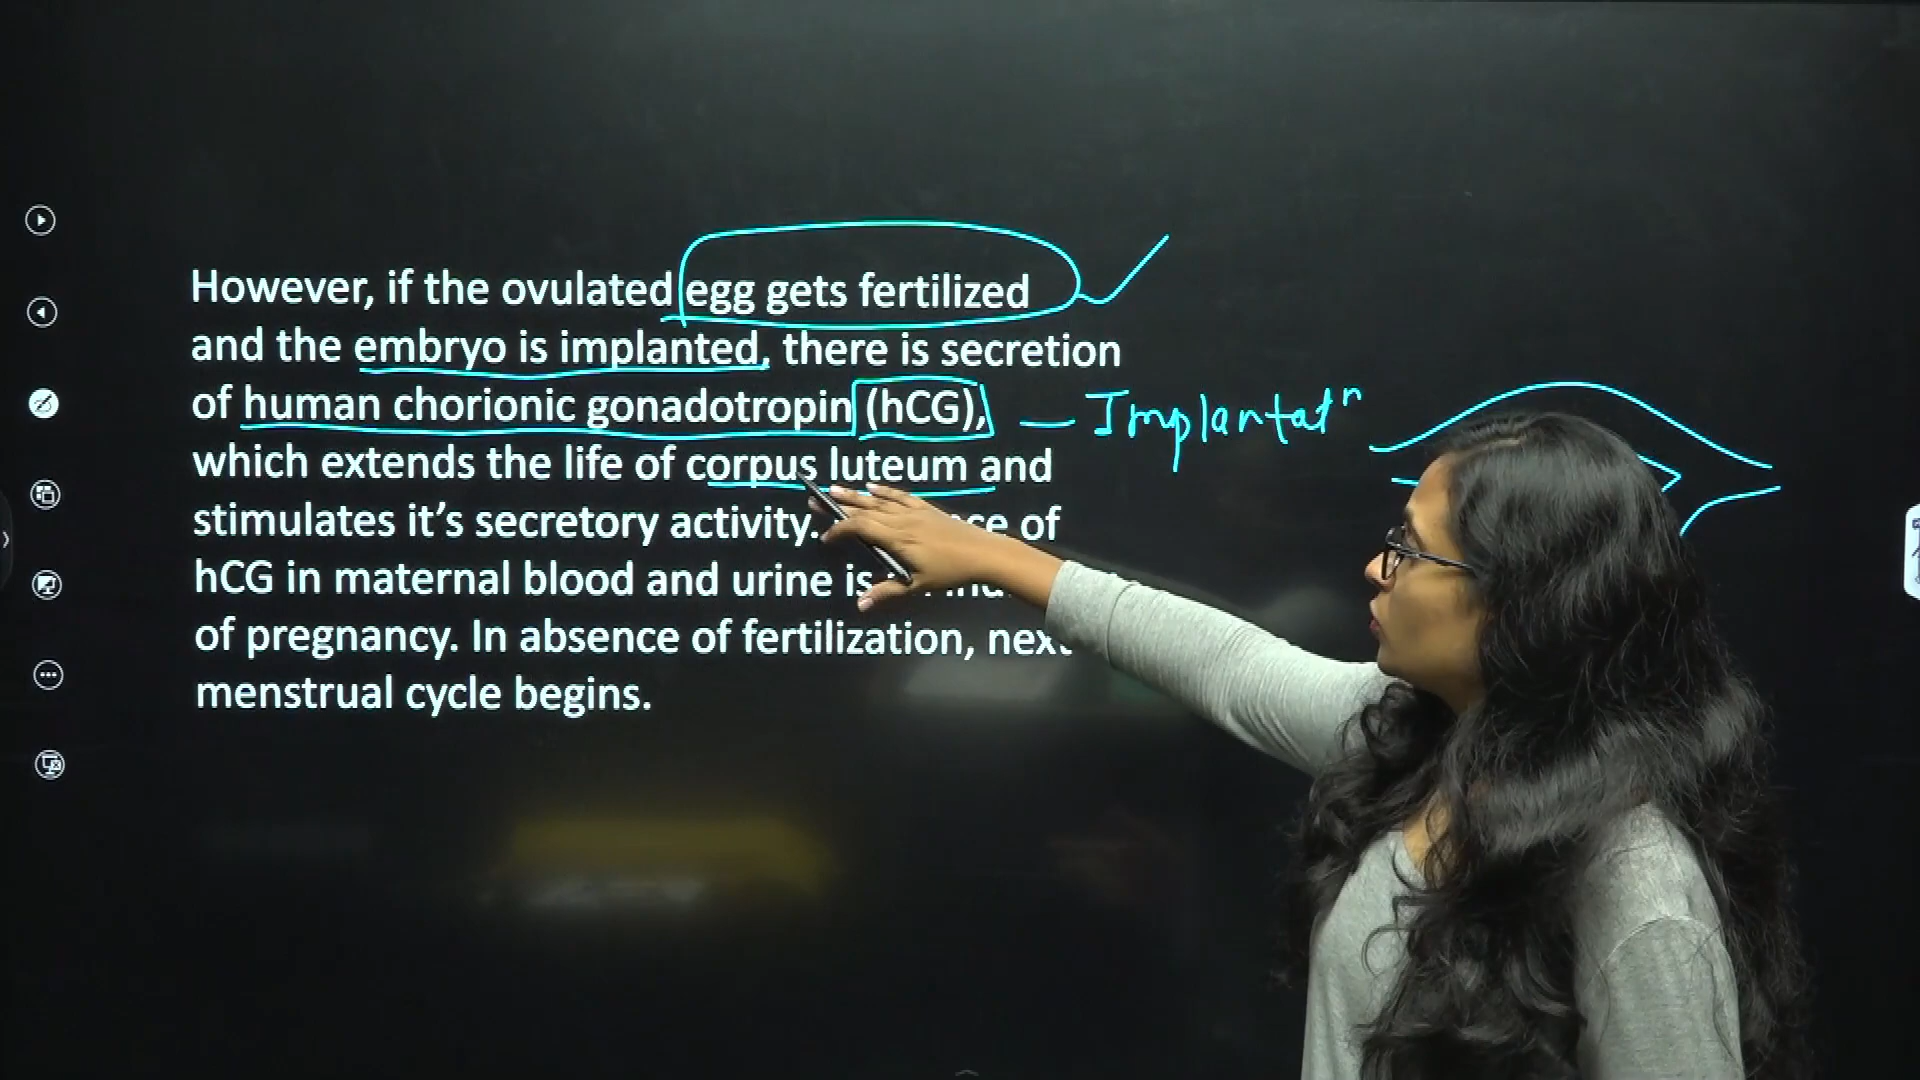 However, if the ovulated egg gets fertilized
and the embryo is implanted, there is secretion
of human chorionic gonadotropin (hCG), — Implantatⁿ
which extends the life of corpus luteum and
stimulates it’s secretory activity. of
hCG in maternal blood and urine is
of pregnancy. In absence of fertilization, next
menstrual cycle begins.